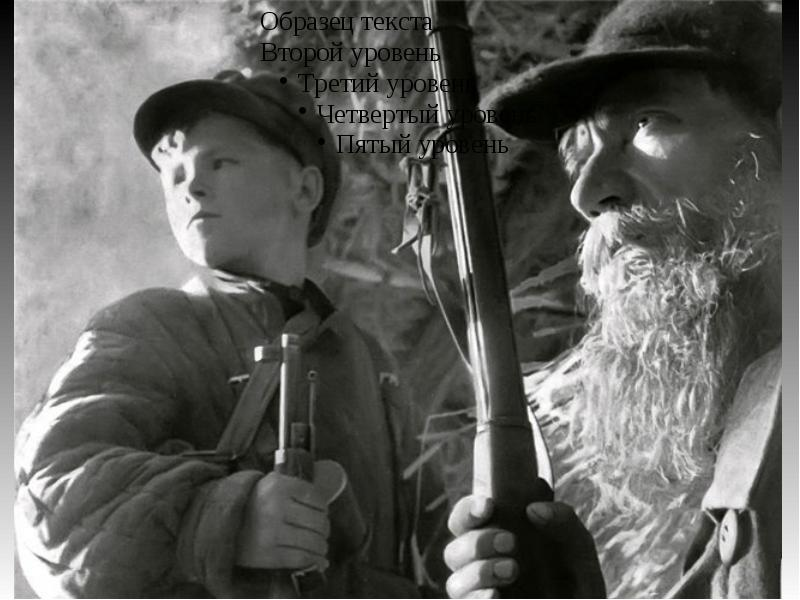 Образец текста
Второй уровень
• Третий уровень
• Четвертый уровень
• Пятый уровень